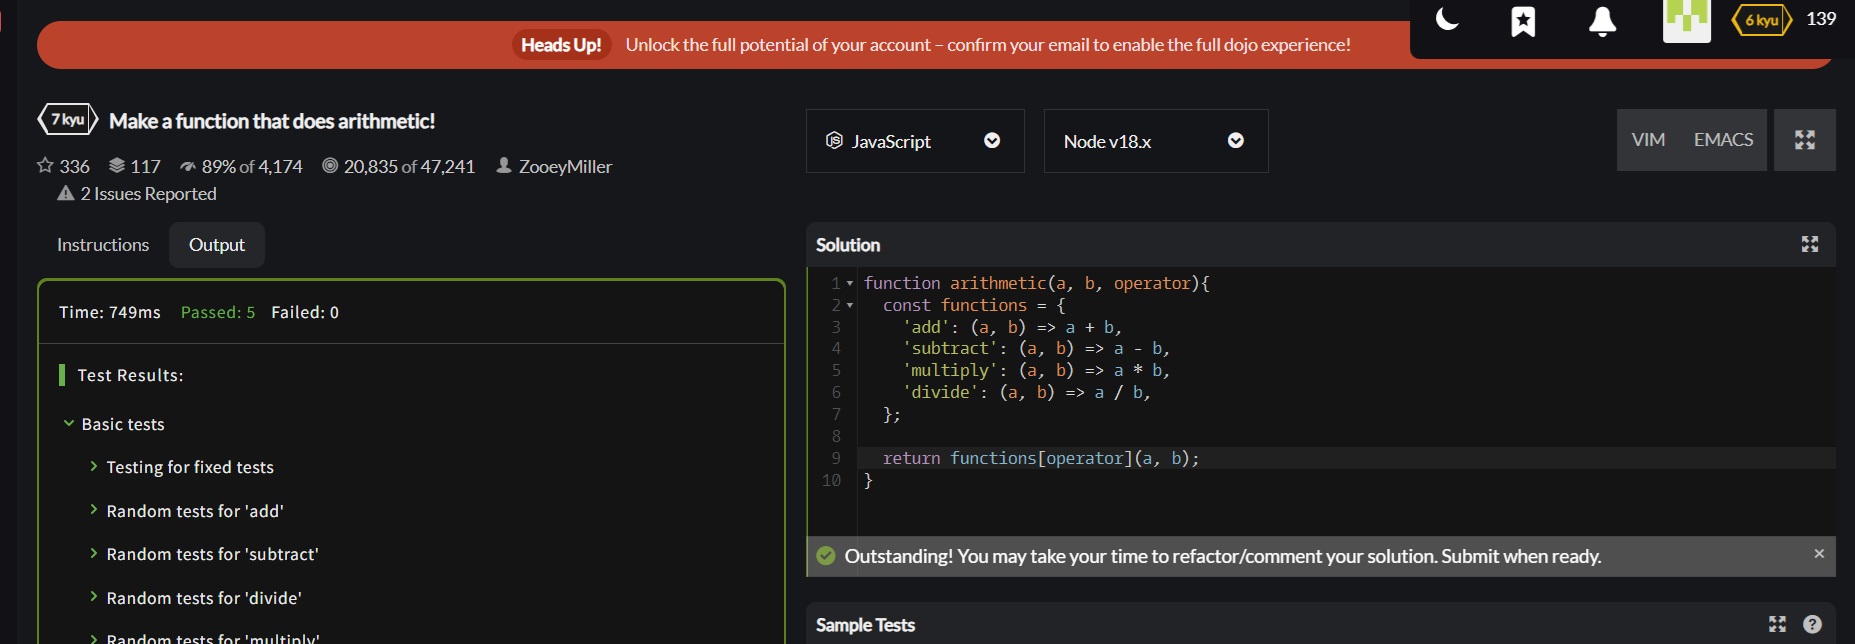 Heads Up! Unlock the full potential of your account – confirm your email to enable the full dojo experience!
6 kyu 139
7 kyu Make a function that does arithmetic!
336 117 89% of 4,174 20,835 of 47,241 ZooeyMiller
2 Issues Reported
JavaScript Node v18.x VIM EMACS
Instructions Output
Time: 749ms Passed: 5 Failed: 0
Test Results:
Basic tests
Testing for fixed tests
Random tests for 'add'
Random tests for 'subtract'
Random tests for 'divide'
Random tests for 'multiply'
Solution
1 function arithmetic(a, b, operator){
2   const functions = {
3     'add': (a, b) => a + b,
4     'subtract': (a, b) => a - b,
5     'multiply': (a, b) => a * b,
6     'divide': (a, b) => a / b,
7   };
8
9   return functions[operator](a, b);
10 }
Outstanding! You may take your time to refactor/comment your solution. Submit when ready. ×
Sample Tests ?